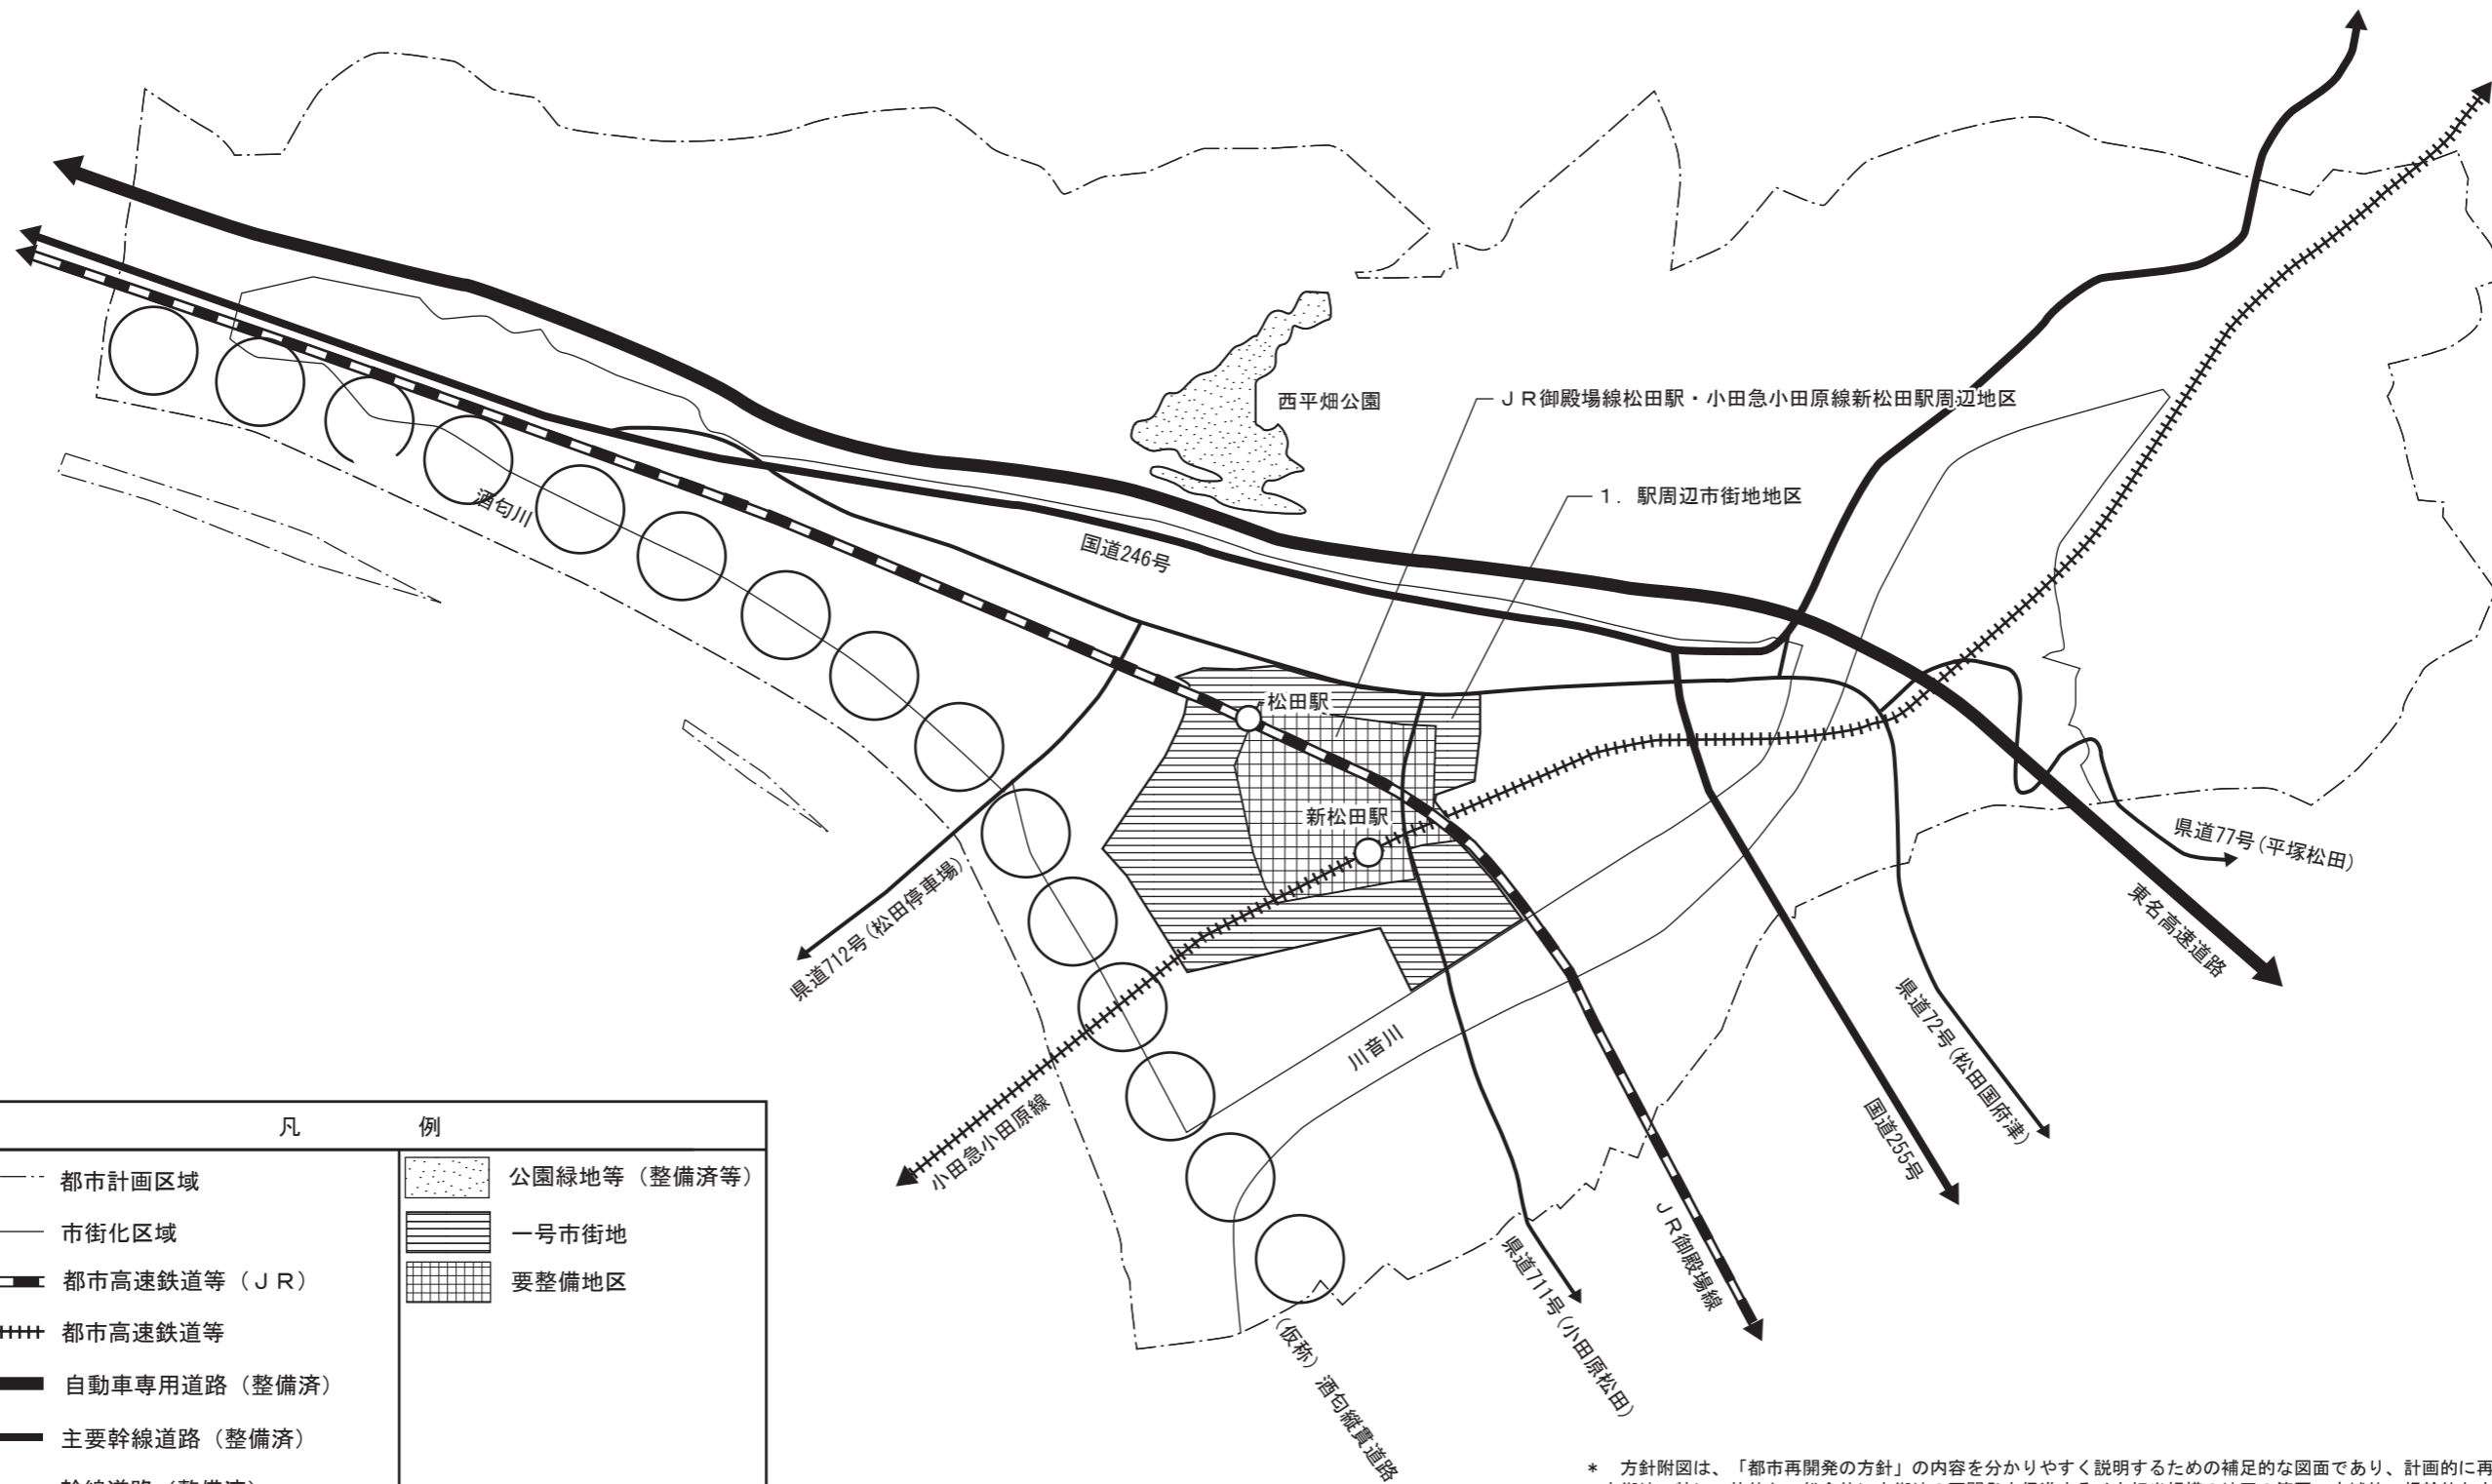 西平畑公園
ＪＲ御殿場線松田駅・小田急小田原線新松田駅周辺地区
１．駅周辺市街地地区
酒匂川
国道246号
松田駅
新松田駅
県道77号(平塚松田)
県道712号(松田停車場)
東名高速道路
県道72号(松田国府津)
川音川
小田急小田原線
国道255号
ＪＲ御殿場線
県道711号(小田原松田)
(仮称) 酒匂縦貫道路
凡例
都市計画区域
市街化区域
都市高速鉄道等（ＪＲ）
都市高速鉄道等
自動車専用道路（整備済）
主要幹線道路（整備済）
公園緑地等（整備済等）
一号市街地
要整備地区
＊ 方針附図は、「都市再開発の方針」の内容を分かりやすく説明するための補足的な図面であり、計画的に再